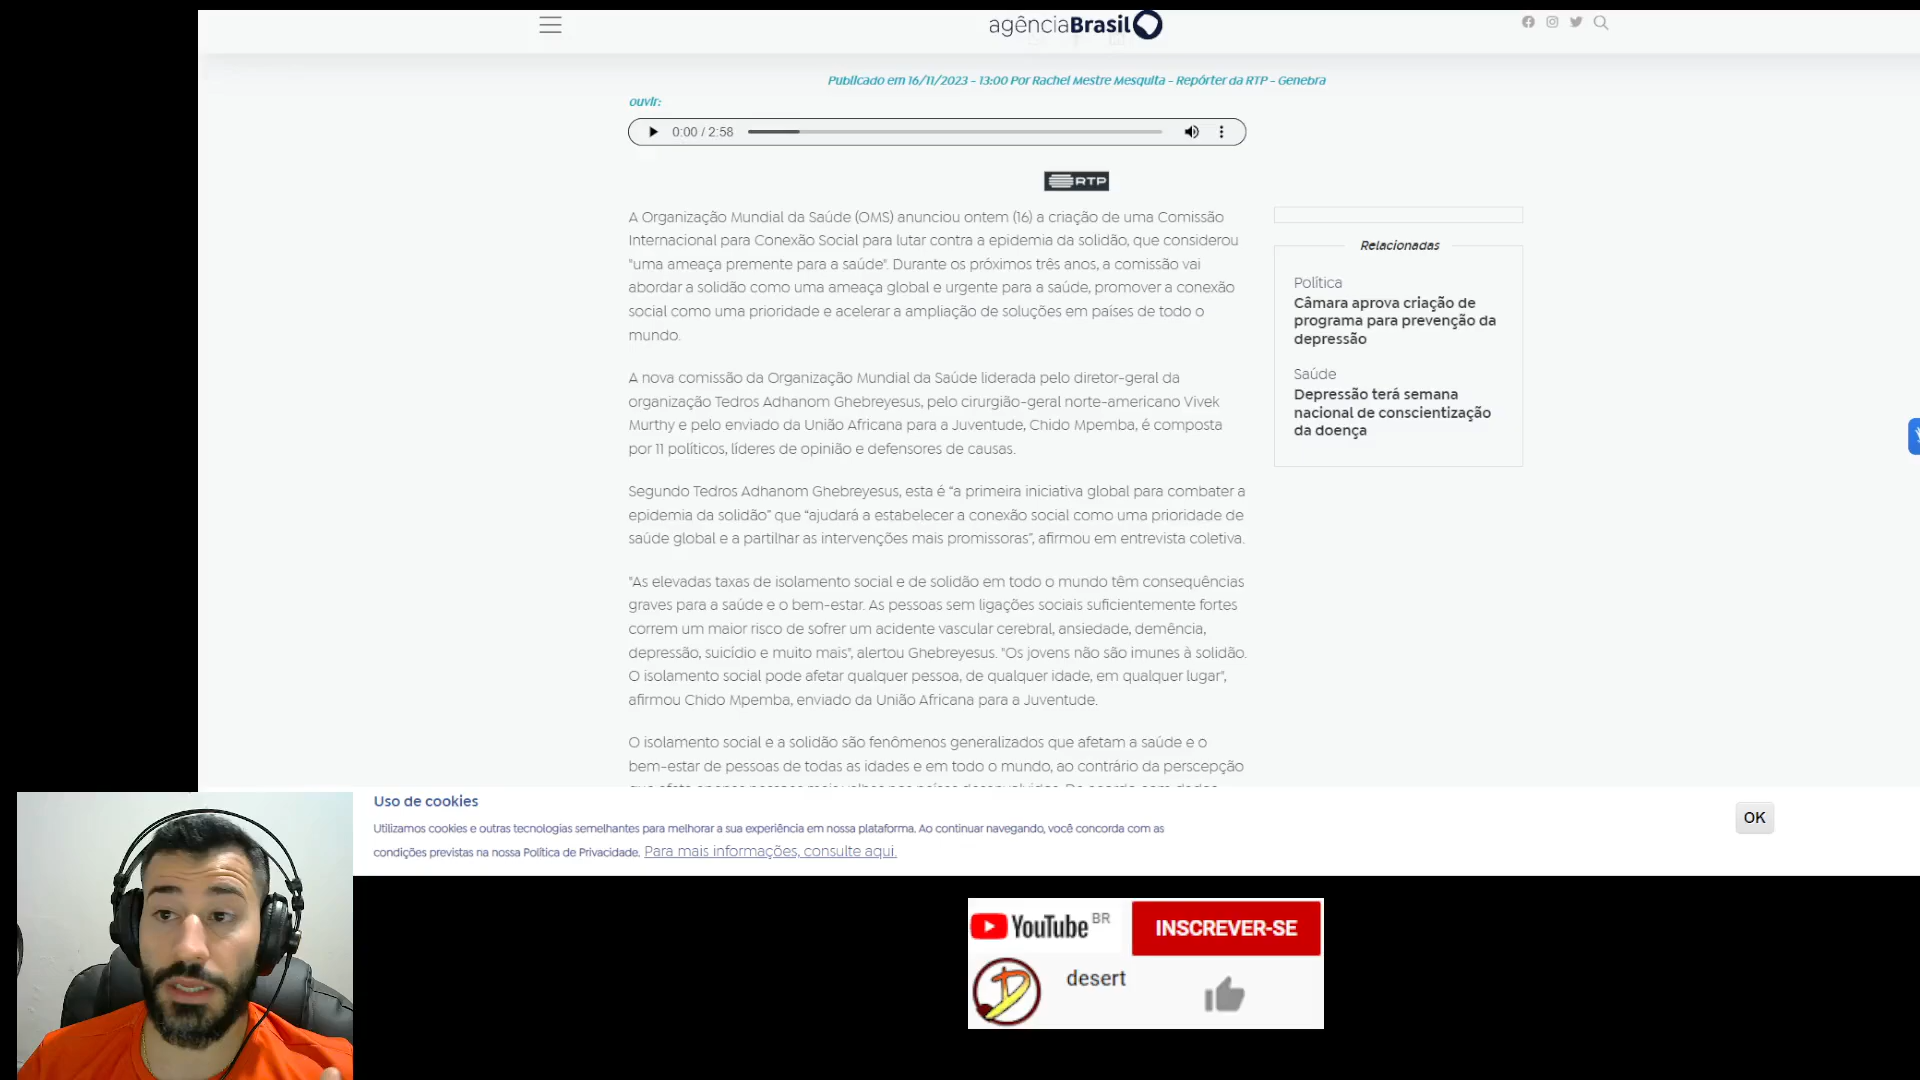 agênciaBrasil
Publicado em 16/11/2023 - 13:00 Por Rachel Mestre Mesquita - Repórter da RTP - Genebra
ouvir:
0:00 / 2:58
RTP
A Organização Mundial da Saúde (OMS) anunciou ontem (16) a criação de uma Comissão
Internacional para Conexão Social para lutar contra a epidemia da solidão, que considerou
"uma ameaça premente para a saúde". Durante os próximos três anos, a comissão vai
abordar a solidão como uma ameaça global e urgente para a saúde, promover a conexão
social como uma prioridade e acelerar a ampliação de soluções em países de todo o
mundo.
A nova comissão da Organização Mundial da Saúde liderada pelo diretor-geral da
organização Tedros Adhanom Ghebreyesus, pelo cirurgião-geral norte-americano Vivek
Murthy e pelo enviado da União Africana para a Juventude, Chido Mpemba, é composta
por 11 políticos, líderes de opinião e defensores de causas.
Segundo Tedros Adhanom Ghebreyesus, esta é “a primeira iniciativa global para combater a
epidemia da solidão” que “ajudará a estabelecer a conexão social como uma prioridade de
saúde global e a partilhar as intervenções mais promissoras”, afirmou em entrevista coletiva.
"As elevadas taxas de isolamento social e de solidão em todo o mundo têm consequências
graves para a saúde e o bem-estar. As pessoas sem ligações sociais suficientemente fortes
correm um maior risco de sofrer um acidente vascular cerebral, ansiedade, demência,
depressão, suicídio e muito mais", alertou Ghebreyesus. "Os jovens não são imunes à solidão.
O isolamento social pode afetar qualquer pessoa, de qualquer idade, em qualquer lugar",
afirmou Chido Mpemba, enviado da União Africana para a Juventude.
O isolamento social e a solidão são fenômenos generalizados que afetam a saúde e o
bem-estar de pessoas de todas as idades e em todo o mundo, ao contrário da perscepção
Relacionadas
Política
Câmara aprova criação de
programa para prevenção da
depressão
Saúde
Depressão terá semana
nacional de conscientização
da doença
Uso de cookies
Utilizamos cookies e outras tecnologias semelhantes para melhorar a sua experiência em nossa plataforma. Ao continuar navegando, você concorda com as
condições previstas na nossa Política de Privacidade. Para mais informações, consulte aqui.
OK
YouTube BR
INSCREVER-SE
desert